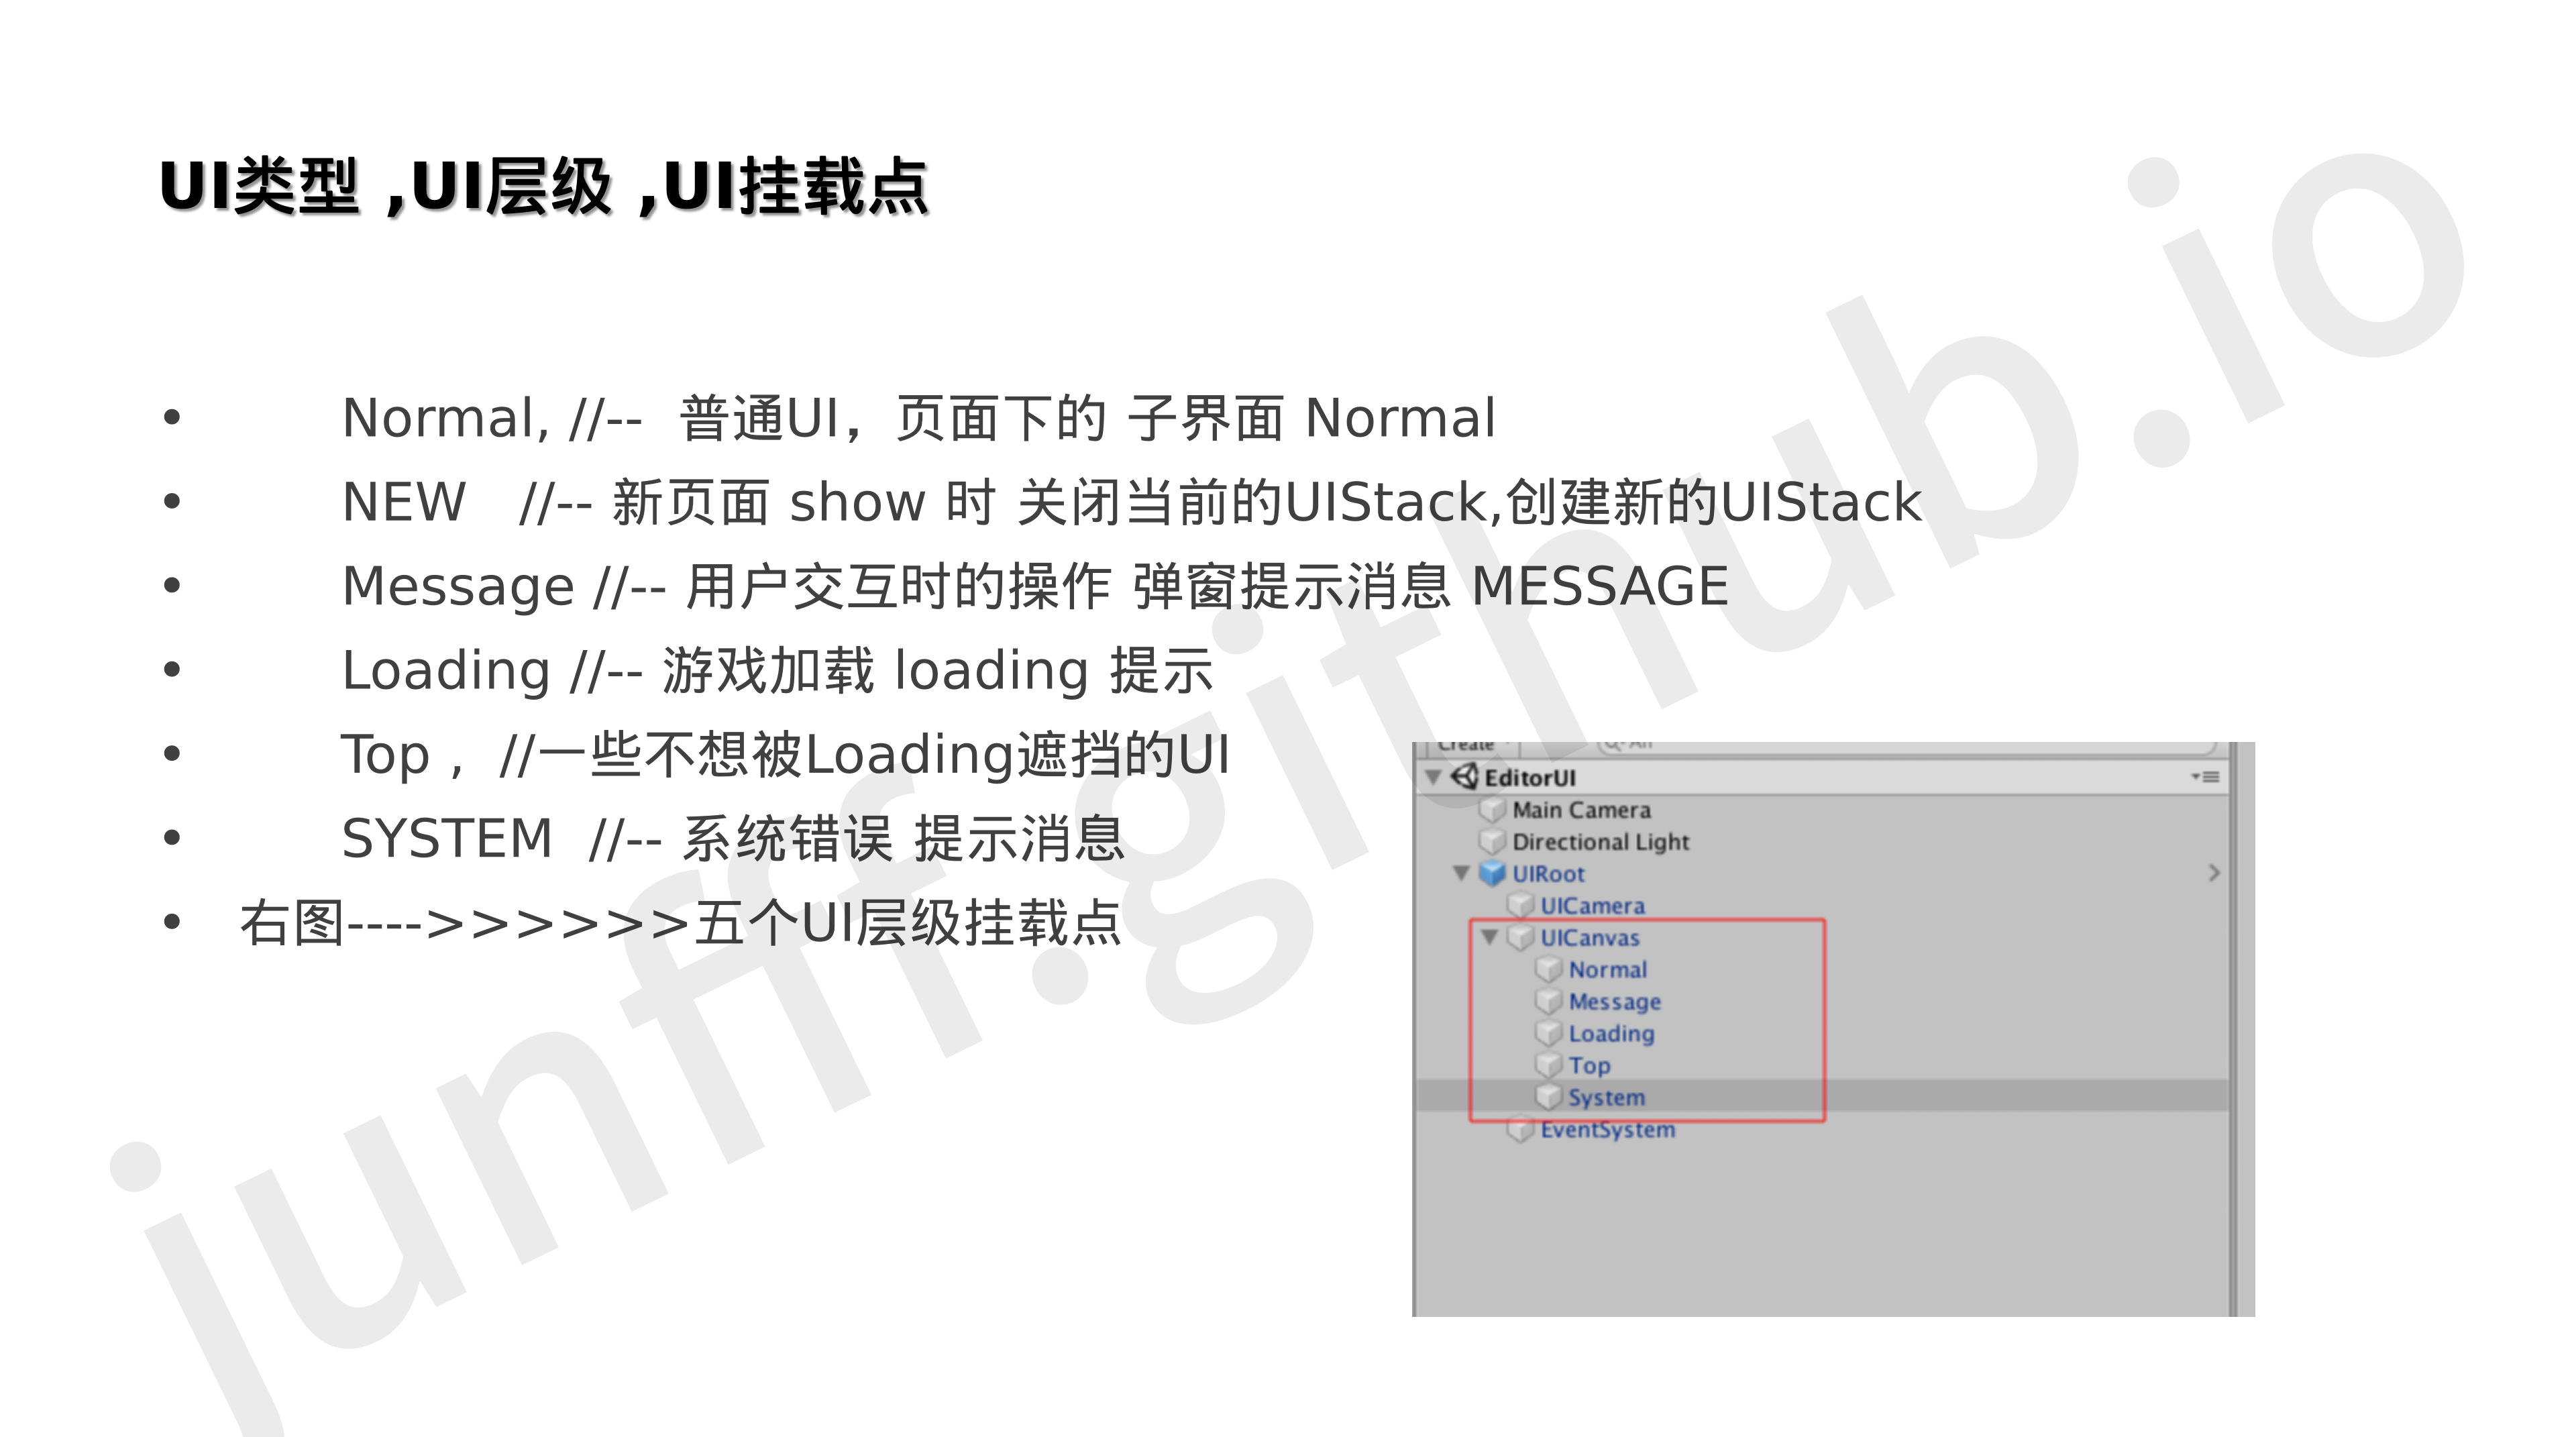 UI类型 ,UI层级 ,UI挂载点
• Normal, //-- 普通UI，页面下的 子界面 Normal
• NEW //-- 新页面 show 时 关闭当前的UIStack,创建新的UIStack
• Message //-- 用户交互时的操作 弹窗提示消息 MESSAGE
• Loading //-- 游戏加载 loading 提示
• Top , //一些不想被Loading遮挡的UI
• SYSTEM //-- 系统错误 提示消息
• 右图---->>>>>>五个UI层级挂载点
Create
EditorUI
Main Camera
Directional Light
UIRoot
UICamera
UICanvas
Normal
Message
Loading
Top
System
EventSystem
junfff.github.io